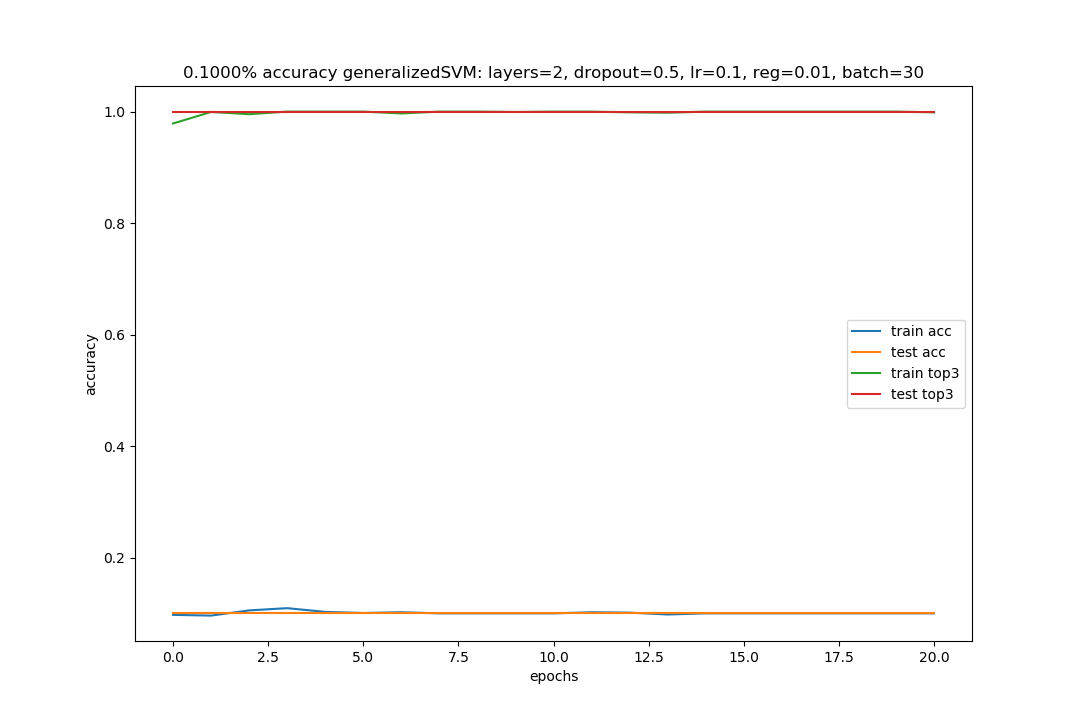 0.1000% accuracy generalizedSVM: layers=2, dropout=0.5, lr=0.1, reg=0.01, batch=30
1.0
0.8
0.6
0.4
0.2
accuracy
train acc
test acc
train top3
test top3
0.0 2.5 5.0 7.5 10.0 12.5 15.0 17.5 20.0
epochs